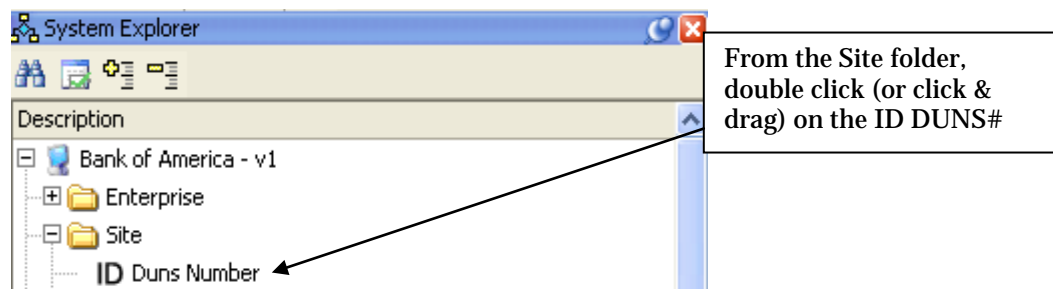 System Explorer
From the Site folder,
double click (or click &
drag) on the ID DUNS#
Description
Bank of America - v1
Enterprise
Site
ID Duns Number